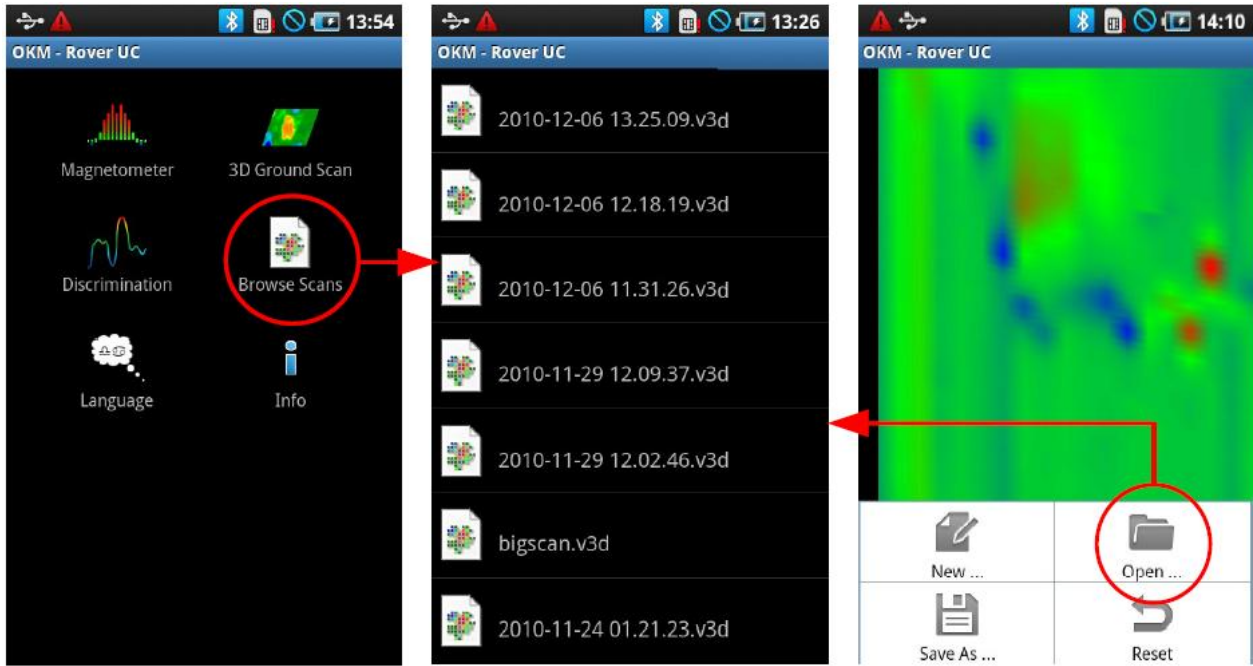 13:54
OKM - Rover UC
Magnetometer
3D Ground Scan
Discrimination
Browse Scans
Language
Info
13:26
OKM - Rover UC
2010-12-06 13.25.09.v3d
2010-12-06 12.18.19.v3d
2010-12-06 11.31.26.v3d
2010-11-29 12.09.37.v3d
2010-11-29 12.02.46.v3d
bigscan.v3d
2010-11-24 01.21.23.v3d
14:10
OKM - Rover UC
New ...
Open ...
Save As ...
Reset